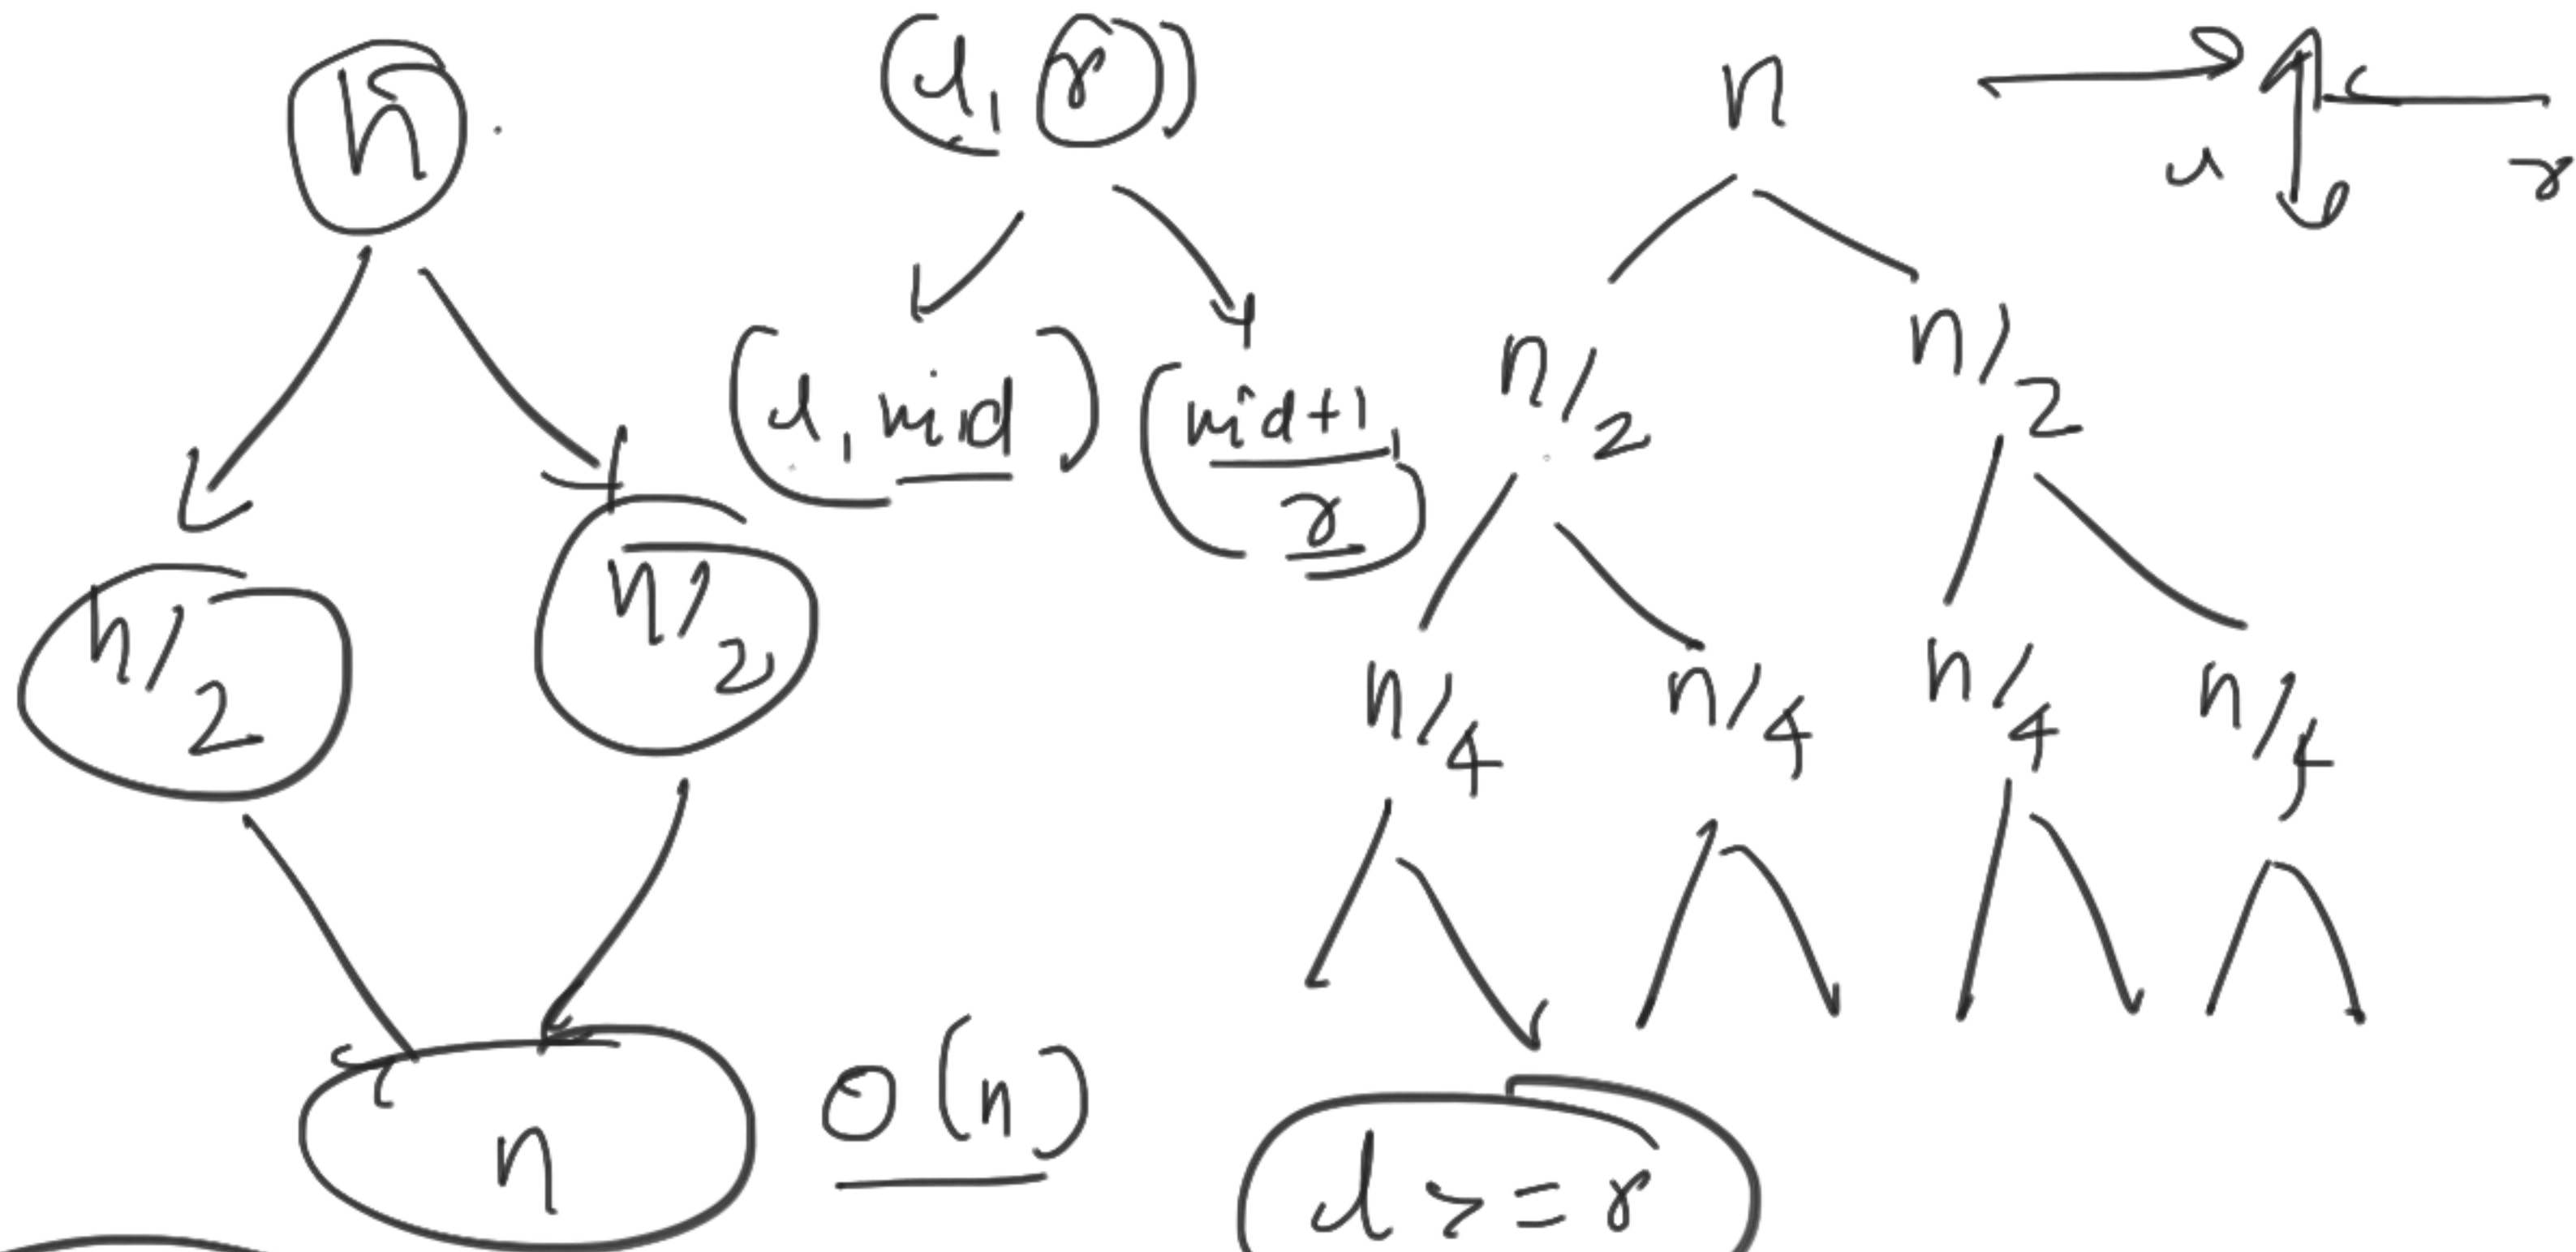 n
(l, r)
n
u
r
(l, mid)
(mid+1, r)
n/2
n/2
n/2
n/2
n/4
n/4
n/4
n/4
n
O(n)
l >= r